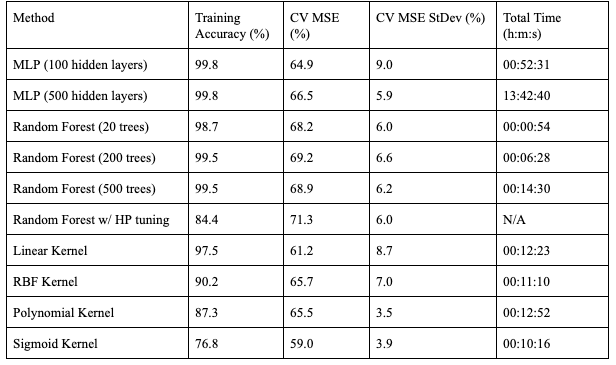 Method Training Accuracy (%) CV MSE (%) CV MSE StDev (%) Total Time (h:m:s)
MLP (100 hidden layers) 99.8 64.9 9.0 00:52:31
MLP (500 hidden layers) 99.8 66.5 5.9 13:42:40
Random Forest (20 trees) 98.7 68.2 6.0 00:00:54
Random Forest (200 trees) 99.5 69.2 6.6 00:06:28
Random Forest (500 trees) 99.5 68.9 6.2 00:14:30
Random Forest w/ HP tuning 84.4 71.3 6.0 N/A
Linear Kernel 97.5 61.2 8.7 00:12:23
RBF Kernel 90.2 65.7 7.0 00:11:10
Polynomial Kernel 87.3 65.5 3.5 00:12:52
Sigmoid Kernel 76.8 59.0 3.9 00:10:16